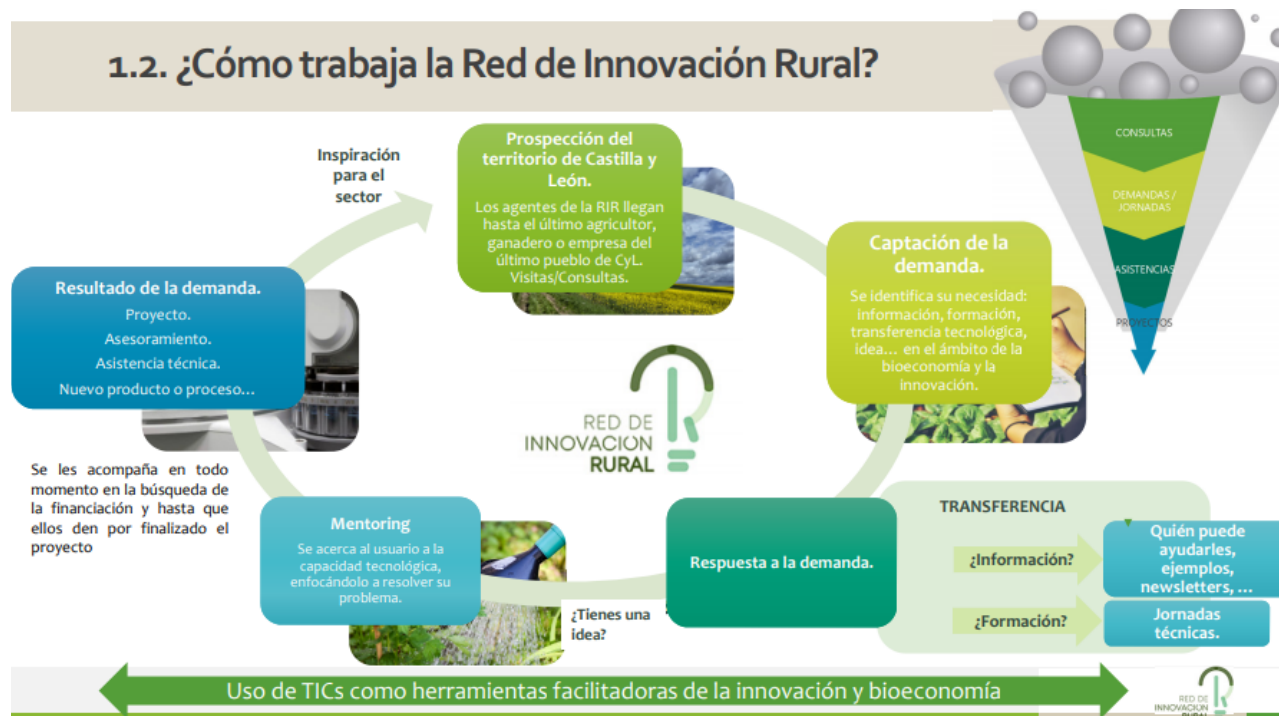 1.2. ¿Cómo trabaja la Red de Innovación Rural?
CONSULTAS
DEMANDAS /
JORNADAS
ASISTENCIAS
PROYECTOS
Inspiración
para el
sector
Prospección del
territorio de Castilla y
León.
Los agentes de la RIR llegan
hasta el último agricultor,
ganadero o empresa del
último pueblo de CyL.
Visitas/Consultas.
Captación de la
demanda.
Se identifica su necesidad:
información, formación,
transferencia tecnológica,
idea... en el ámbito de la
bioeconomía y la
innovación.
Resultado de la demanda.
Proyecto.
Asesoramiento.
Asistencia técnica.
Nuevo producto o proceso...
RED DE
INNOVACIÓN
RURAL
Se les acompaña en todo
momento en la búsqueda de
la financiación y hasta que
ellos den por finalizado el
proyecto
Mentoring
Se acerca al usuario a la
capacidad tecnológica,
enfocándolo a resolver su
problema.
¿Tienes una
idea?
Respuesta a la demanda.
TRANSFERENCIA
¿Información?
Quién puede
ayudarles,
ejemplos,
newsletters, ...
¿Formación?
Jornadas
técnicas.
Uso de TICs como herramientas facilitadoras de la innovación y bioeconomía
RED DE
INNOVACIÓN